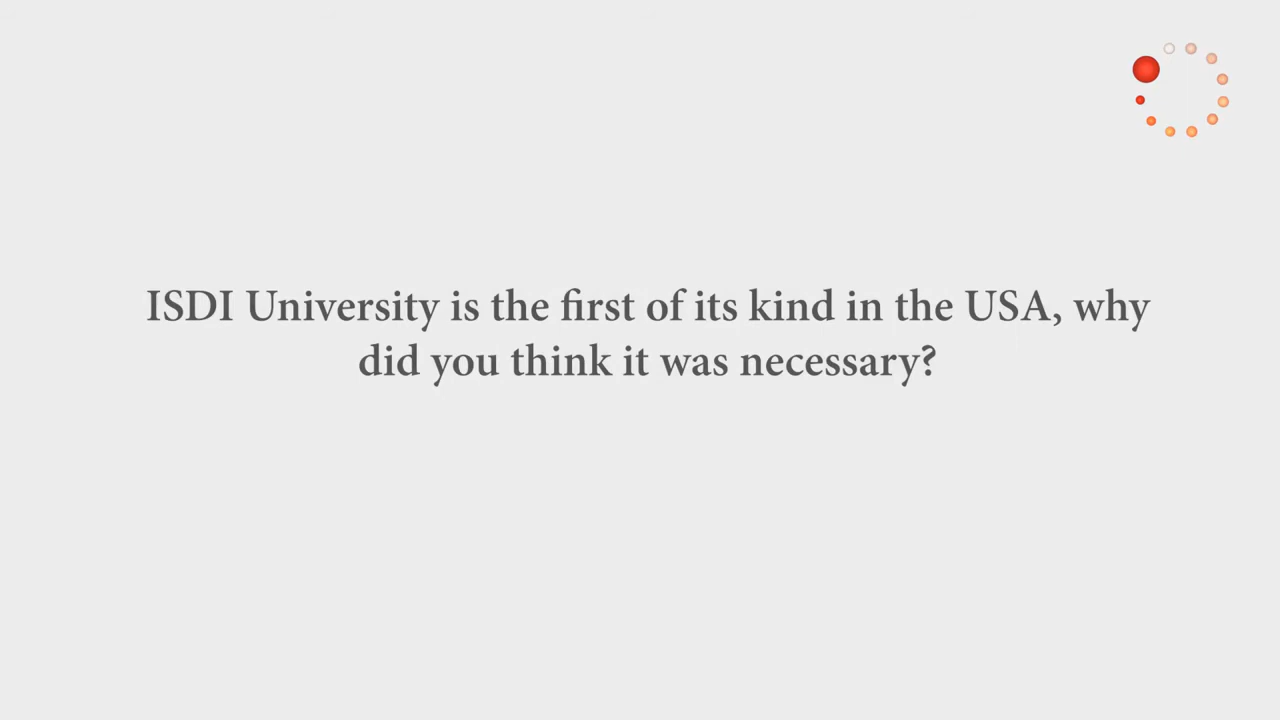 ISDI University is the first of its kind in the USA, why
did you think it was necessary?